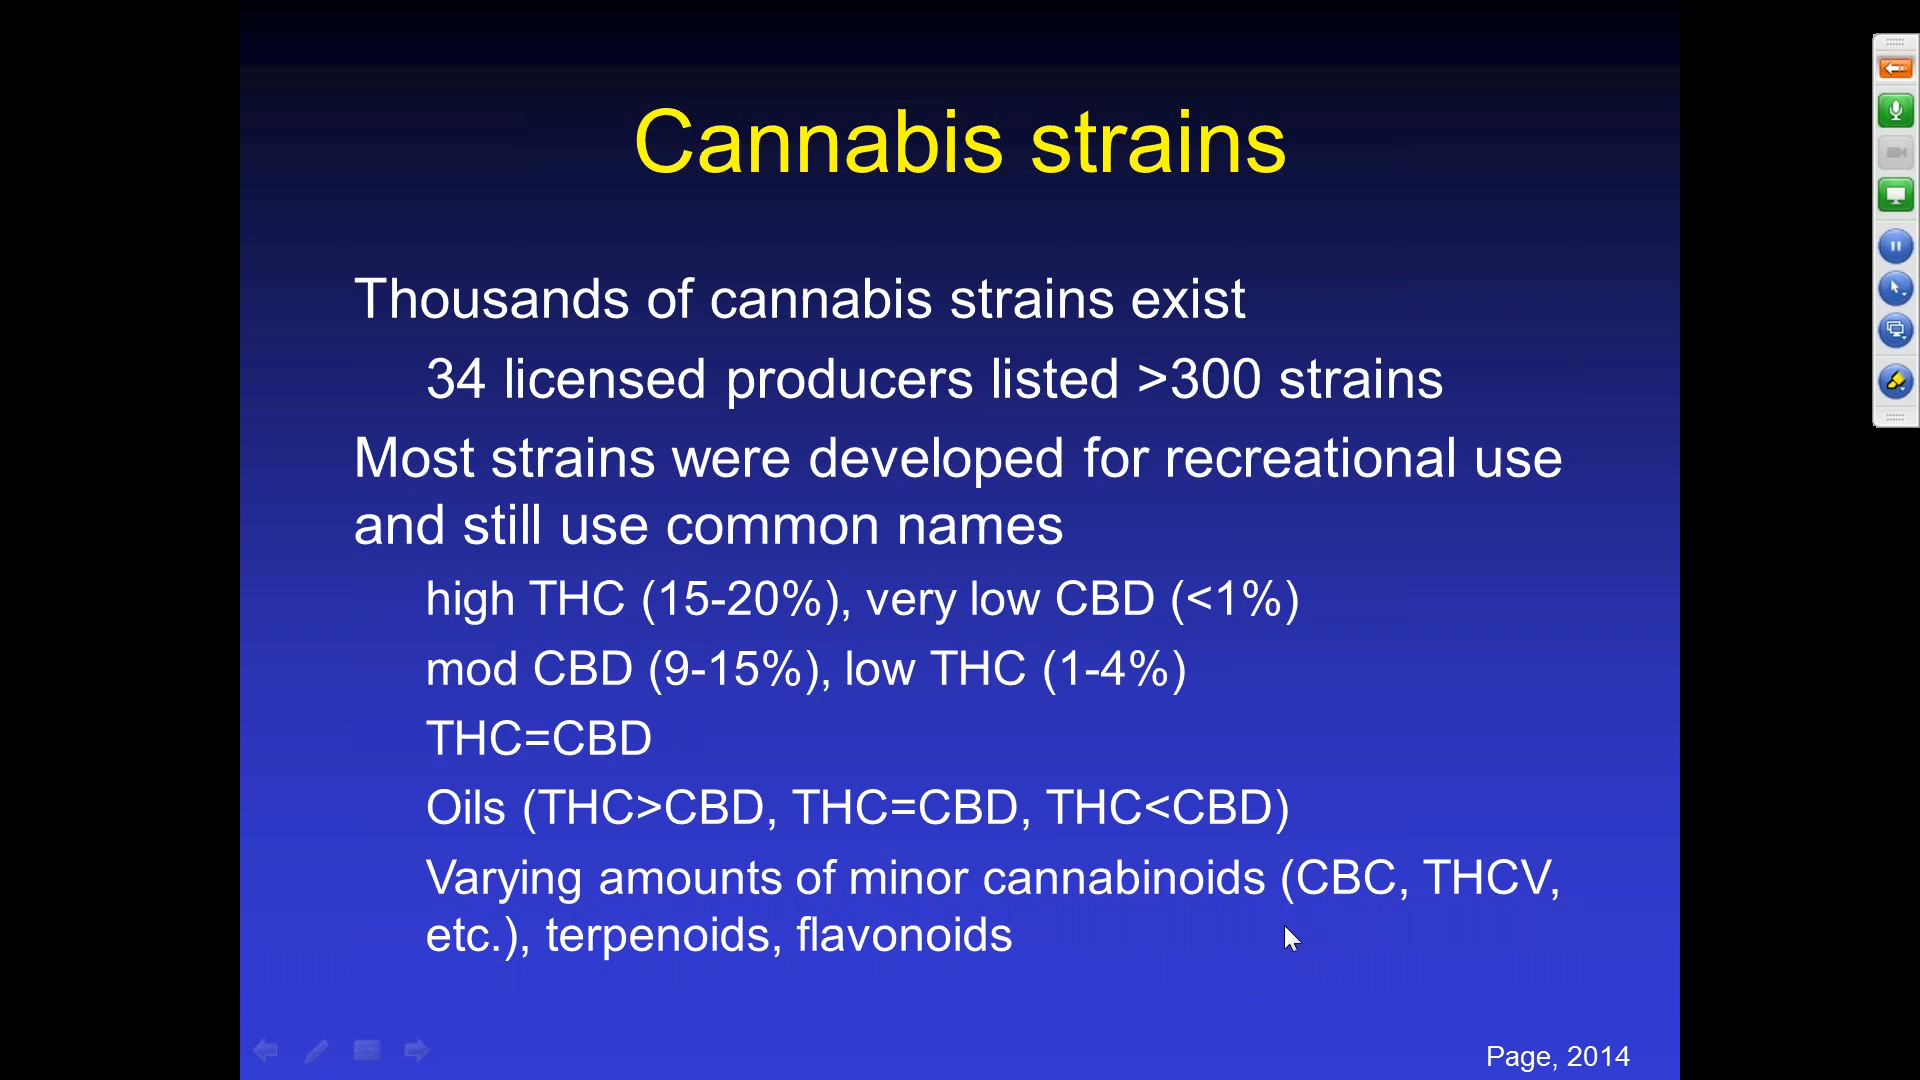 Cannabis strains
Thousands of cannabis strains exist
34 licensed producers listed >300 strains
Most strains were developed for recreational use
and still use common names
high THC (15-20%), very low CBD (<1%)
mod CBD (9-15%), low THC (1-4%)
THC=CBD
Oils (THC>CBD, THC=CBD, THC<CBD)
Varying amounts of minor cannabinoids (CBC, THCV,
etc.), terpenoids, flavonoids
Page, 2014